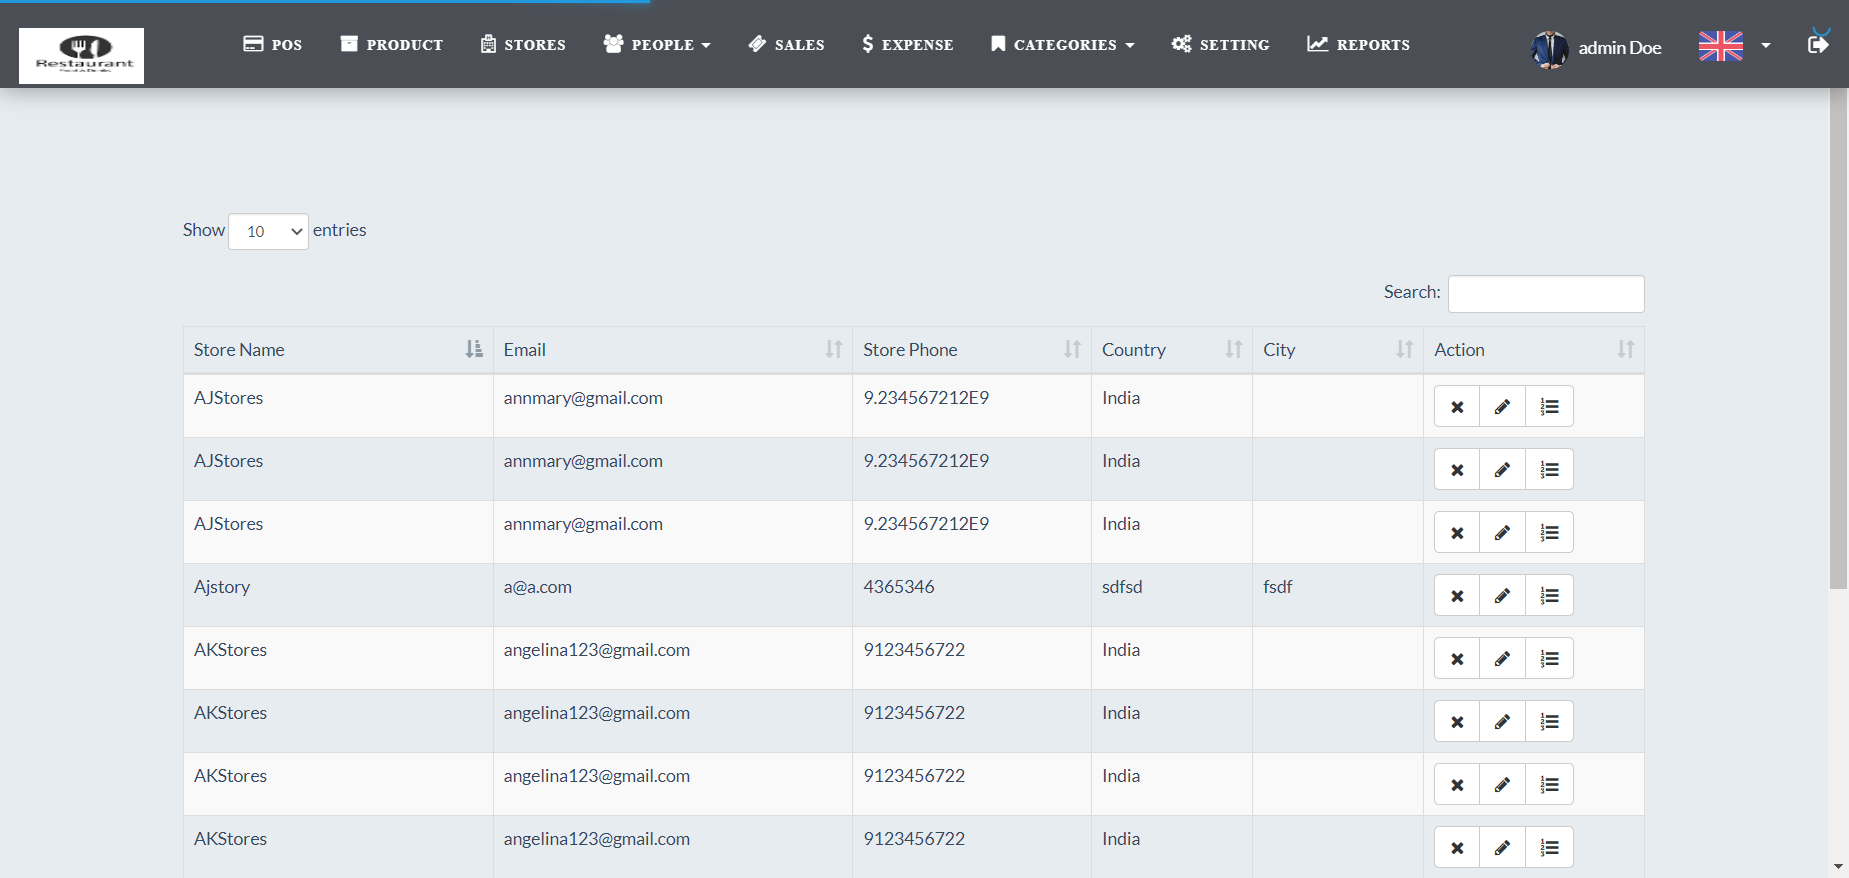 Restaurant
POS
PRODUCT
STORES
PEOPLE
SALES
EXPENSE
CATEGORIES
SETTING
REPORTS
admin Doe
Show 10 entries
Search:
Store Name Email Store Phone Country City Action
AJStores annmary@gmail.com 9.234567212E9 India
AJStores annmary@gmail.com 9.234567212E9 India
AJStores annmary@gmail.com 9.234567212E9 India
Ajstory a@a.com 4365346 sdfsd fsdf
AKStores angelina123@gmail.com 9123456722 India
AKStores angelina123@gmail.com 9123456722 India
AKStores angelina123@gmail.com 9123456722 India
AKStores angelina123@gmail.com 9123456722 India